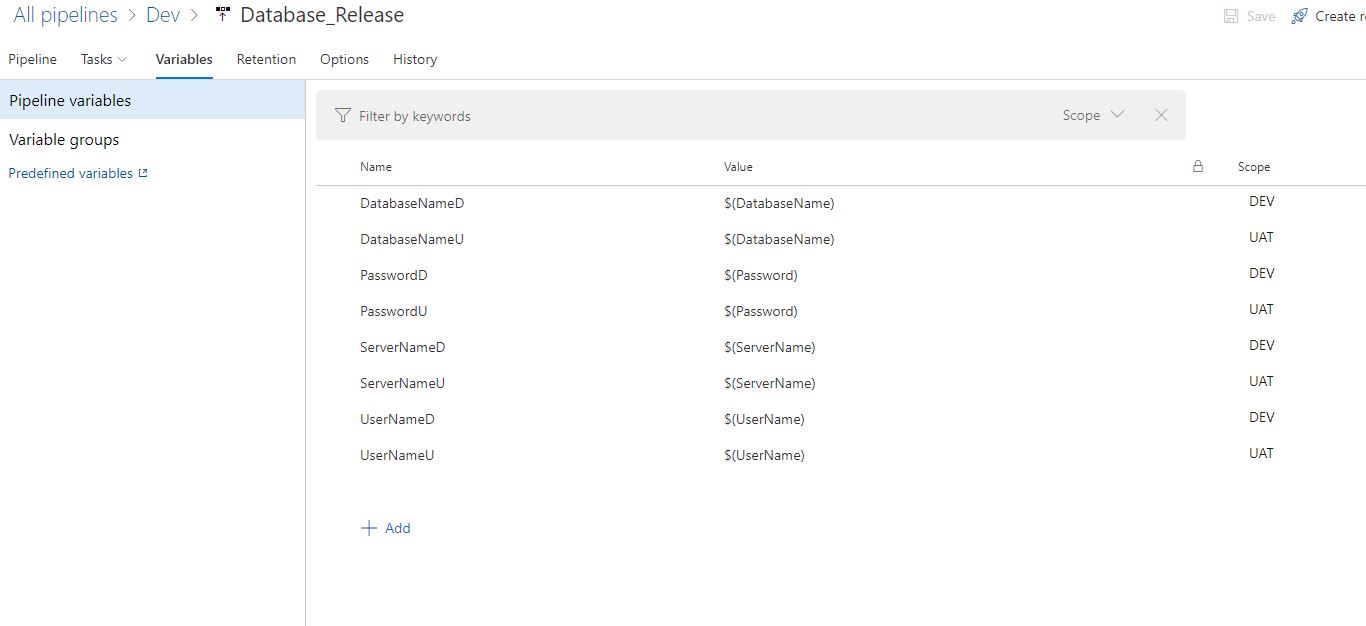 All pipelines > Dev > Database_Release
Save Create r
Pipeline Tasks Variables Retention Options History
Pipeline variables
Variable groups
Predefined variables
Filter by keywords Scope
Name Value Scope
DatabaseNameD $(DatabaseName) DEV
DatabaseNameU $(DatabaseName) UAT
PasswordD $(Password) DEV
PasswordU $(Password) UAT
ServerNameD $(ServerName) DEV
ServerNameU $(ServerName) UAT
UserNameD $(UserName) DEV
UserNameU $(UserName) UAT
+ Add